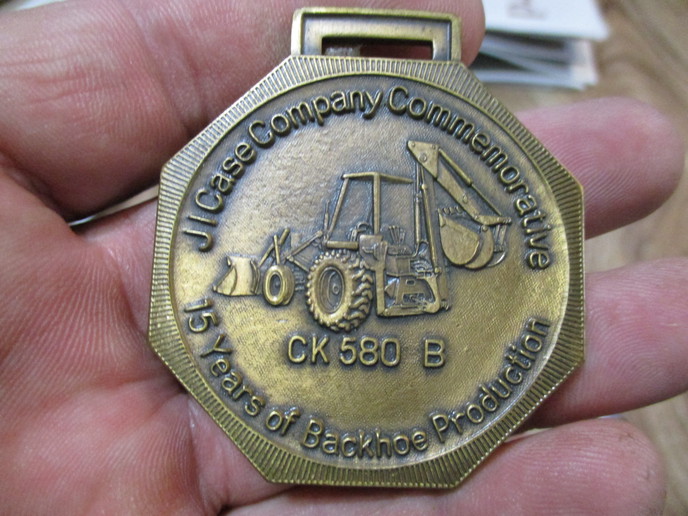 J I Case Company Commemorative
CK 580 B
15 Years of Backhoe Production